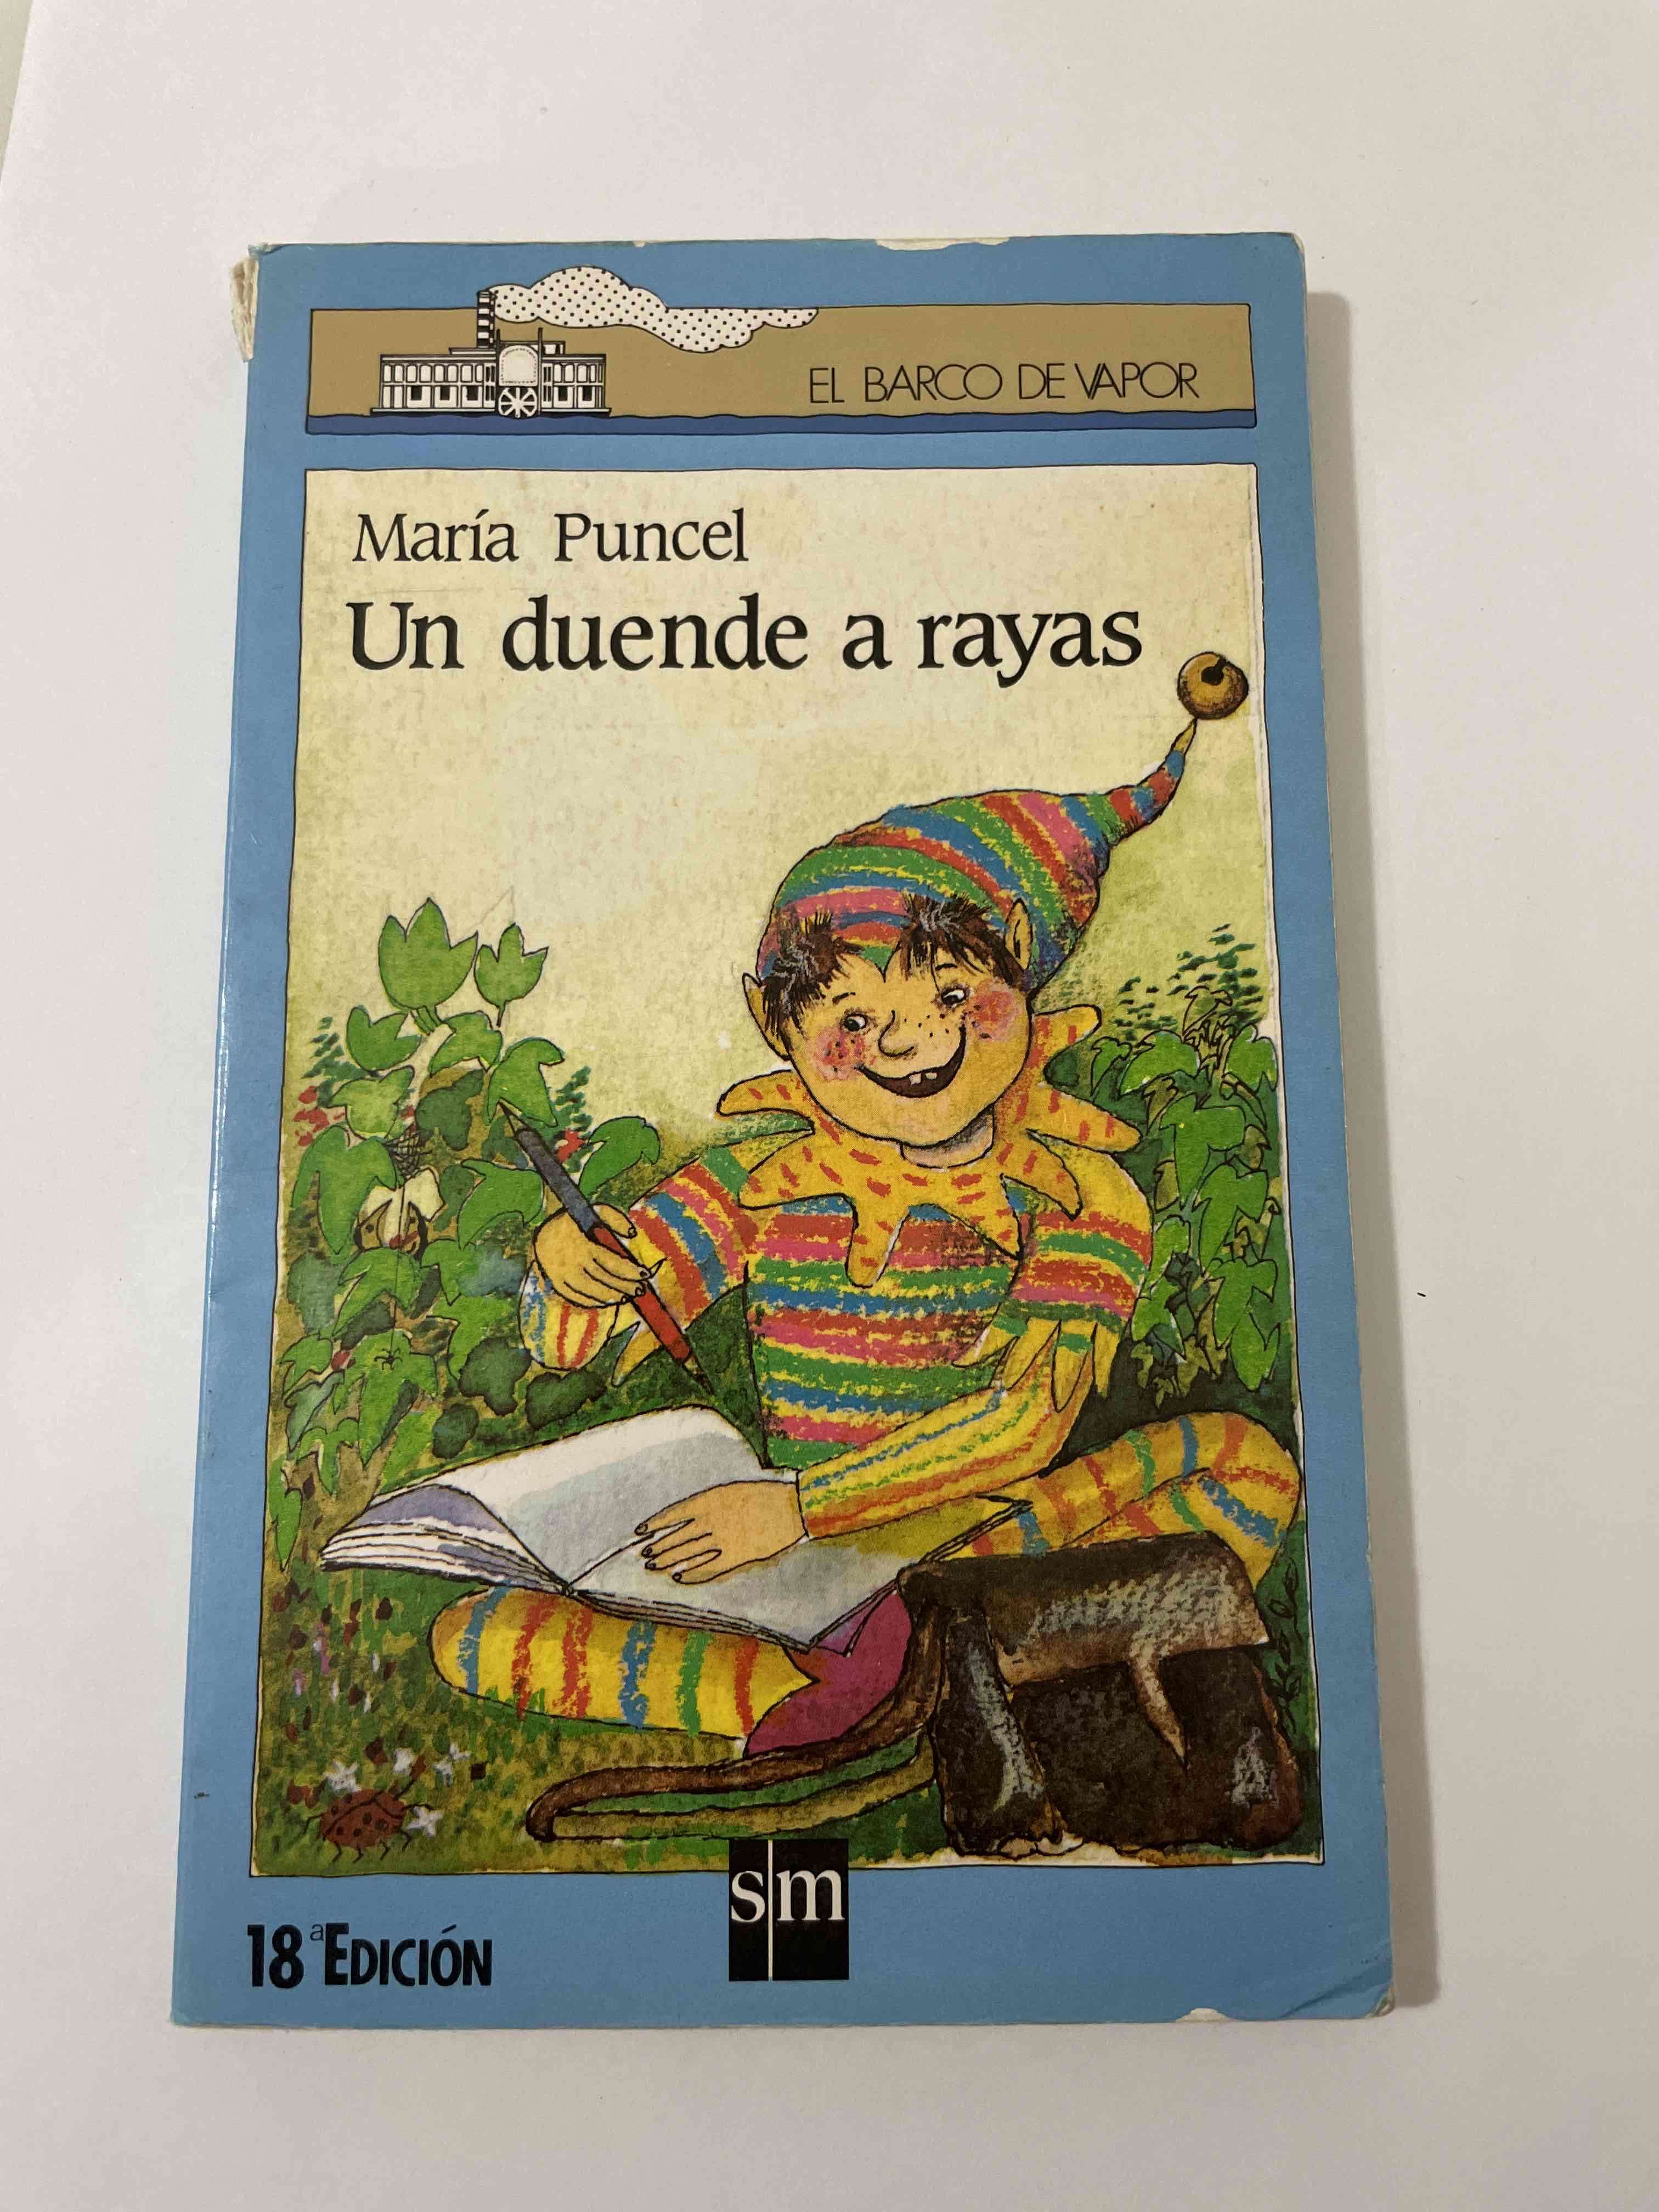 EL BARCO DE VAPOR
María Puncel
Un duende a rayas
sm
18ª EDICIÓN